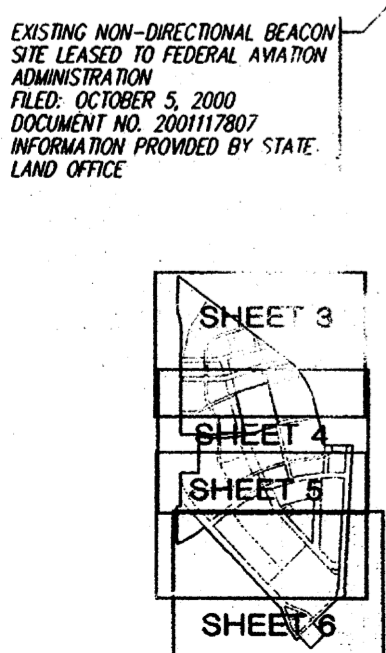 EXISTING NON-DIRECTIONAL BEACON
SITE LEASED TO FEDERAL AVIATION
ADMINISTRATION
FILED: OCTOBER 5, 2000
DOCUMENT NO. 2001117807
INFORMATION PROVIDED BY STATE
LAND OFFICE
SHEET 3
SHEET 4
SHEET 5
SHEET 6